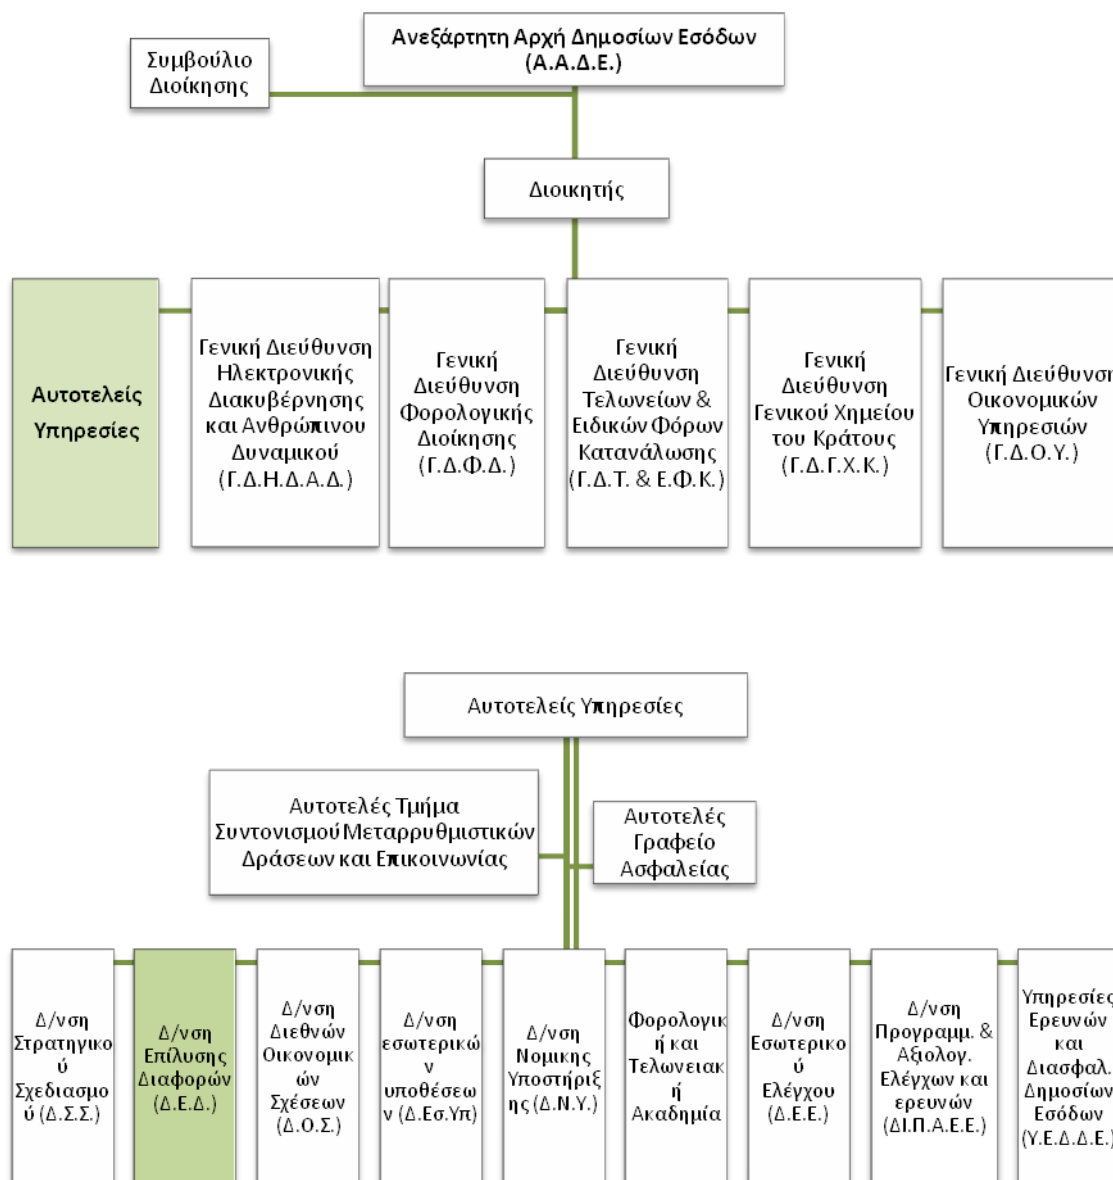 Ανεξάρτητη Αρχή Δημοσίων Εσόδων
(Α.Α.Δ.Ε.)
Συμβούλιο
Διοίκησης
Διοικητής
Αυτοτελείς
Υπηρεσίες
Γενική Διεύθυνση
Ηλεκτρονικής
Διακυβέρνησης
και Ανθρώπινου
Δυναμικού
(Γ.Δ.Η.Δ.Α.Δ.)
Γενική
Διεύθυνση
Φορολογικής
Διοίκησης
(Γ.Δ.Φ.Δ.)
Γενική
Διεύθυνση
Τελωνείων &
Ειδικών Φόρων
Κατανάλωσης
(Γ.Δ.Τ. & Ε.Φ.Κ.)
Γενική
Διεύθυνση
Γενικού Χημείου
του Κράτους
(Γ.Δ.Γ.Χ.Κ.)
Γενική Διεύθυνση
Οικονομικών
Υπηρεσιών
(Γ.Δ.Ο.Υ.)
Αυτοτελείς Υπηρεσίες
Αυτοτελές Τμήμα
Συντονισμού Μεταρρυθμιστικών
Δράσεων και Επικοινωνίας
Αυτοτελές
Γραφείο
Ασφαλείας
Δ/νση
Στρατηγικο
ύ
Σχεδιασμο
ύ (Δ.Σ.Σ.)
Δ/νση
Επίλυσης
Διαφορών
(Δ.Ε.Δ.)
Δ/νση
Διεθνών
Οικονομικ
ών
Σχέσεων
(Δ.Ο.Σ.)
Δ/νση
εσωτερικώ
ν
υποθέσεω
ν (Δ.Εσ.Υπ)
Δ/νση
Νομικης
Υποστήριξ
ης (Δ.Ν.Υ.)
Φορολογικ
ή και
Τελωνειακ
ή
Ακαδημία
Δ/νση
Εσωτερικο
ύ
Ελέγχου
(Δ.Ε.Ε.)
Δ/νση
Προγραμμ. &
Αξιολογ.
Ελέγχων και
ερευνών
(ΔΙ.Π.Α.Ε.Ε.)
Υπηρεσίες
Ερευνών
και
Διασφαλ.
Δημοσίων
Εσόδων
(Υ.Ε.Δ.Δ.Ε.)